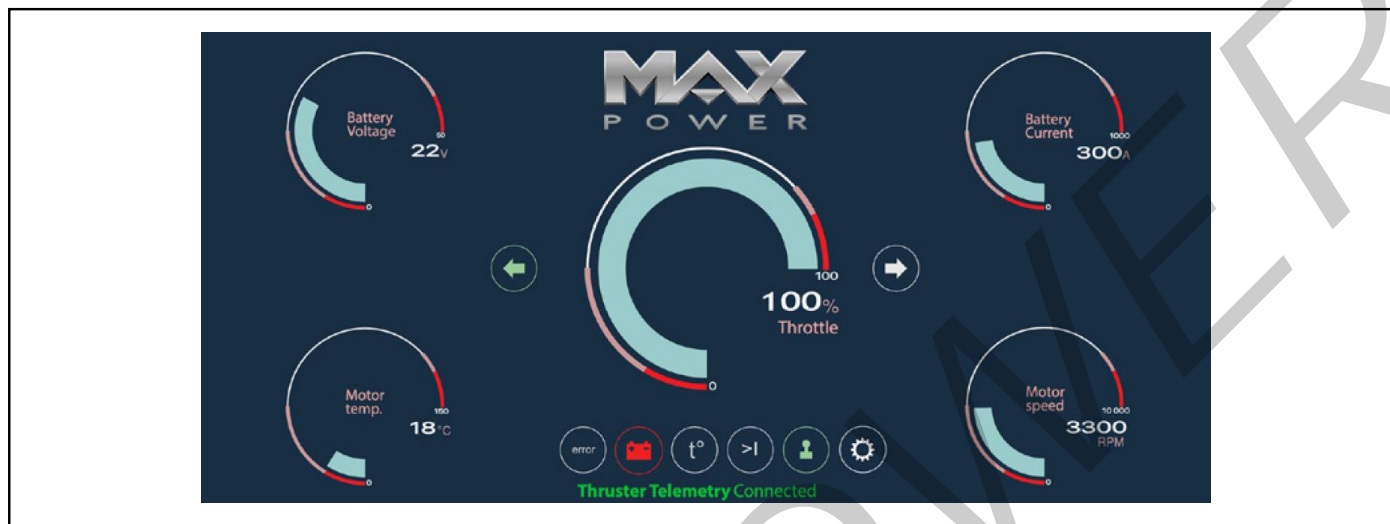 MAX
POWER
Battery
Voltage
50
22V
0
Battery
Current
1000
300A
0
100
100%
Throttle
0
Motor
temp.
150
18°C
0
Motor
speed
10 000
3300
RPM
0
error
t°
>I
Thruster Telemetry Connected